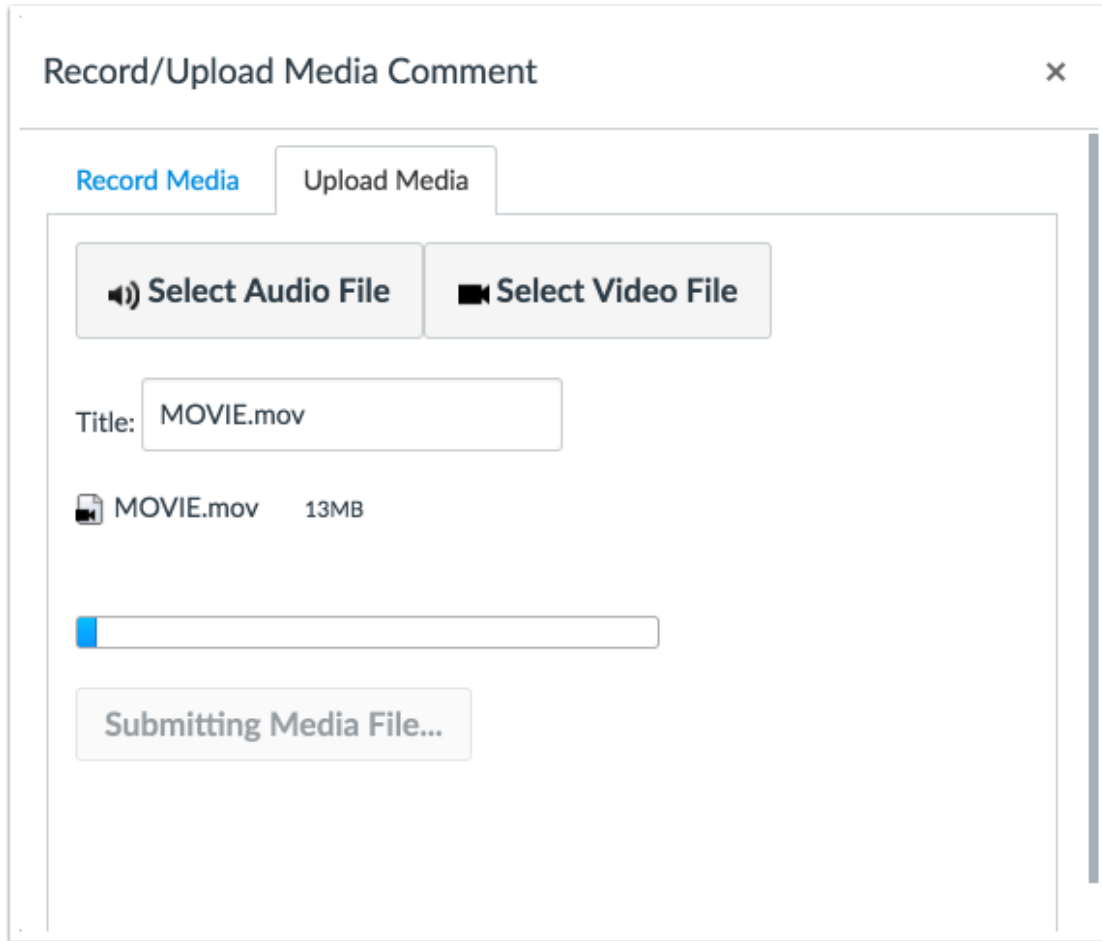 Record/Upload Media Comment ×
Record Media Upload Media
Select Audio File Select Video File
Title: MOVIE.mov
MOVIE.mov 13MB
Submitting Media File...